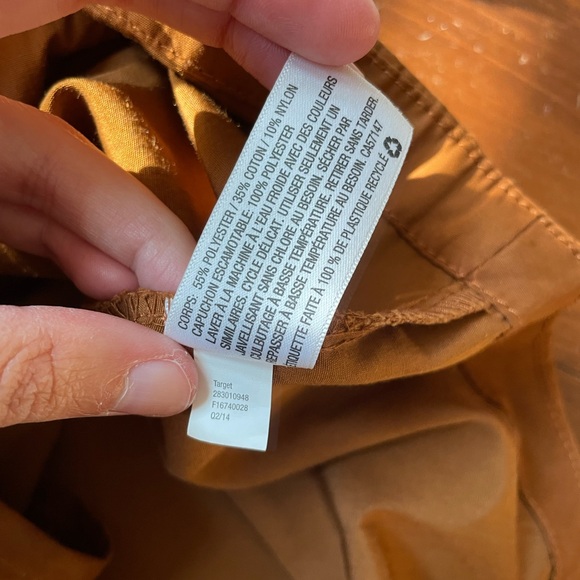 CORPS: 55% POLYESTER / 35% COTON / 10% NYLON
CAPUCHON ESCAMOTABLE: 100% POLYESTER
LAVER À LA MACHINE À L'EAU FROIDE AVEC DES COULEURS
SIMILAIRES, CYCLE DÉLICAT. UTILISER SEULEMENT UN
JAVELLISANT SANS CHLORE AU BESOIN. SÉCHER PAR
CULBUTAGE À BASSE TEMPÉRATURE. RETIRER SANS TARDER.
REPASSER À BASSE TEMPÉRATURE AU BESOIN. CA57147
ÉTIQUETTE FAITE À 100 % DE PLASTIQUE RECYCLÉ
Target
283010948
F16740028
02/14